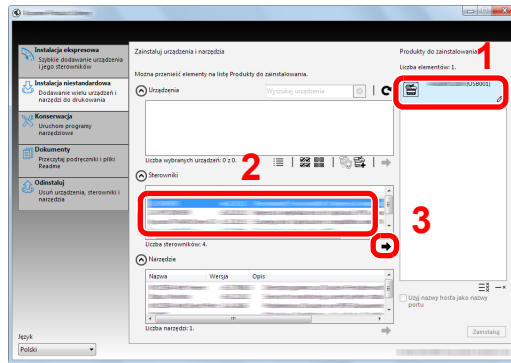 Instalacja ekspresowa
Szybkie dodawanie urządzenia
i jego sterowników
Instalacja niestandardowa
Dodawanie wielu urządzeń i
narzędzi do drukowania
Konserwacja
Uruchom programy
narzędziowe
Dokumenty
Przeczytaj podręczniki i pliki
Readme
Odinstaluj
Usuń urządzenia, sterowniki i
narzędzia
Język
Polski
Zainstaluj urządzenia i narzędzia
Można przenieść elementy na listę Produkty do zainstalowania.
Urządzenia
Wyszukaj urządzenie
Liczba wybranych urządzeń: 0 z 0.
2
Sterowniki
3
Liczba sterowników: 4.
Narzędzie
Nazwa Wersja Opis
Liczba narzędzi: 1.
Produkty do zainstalowania
1
Liczba elementów: 1.
(USB001)
Użyj nazwy hosta jako nazwy
portu
Zainstaluj